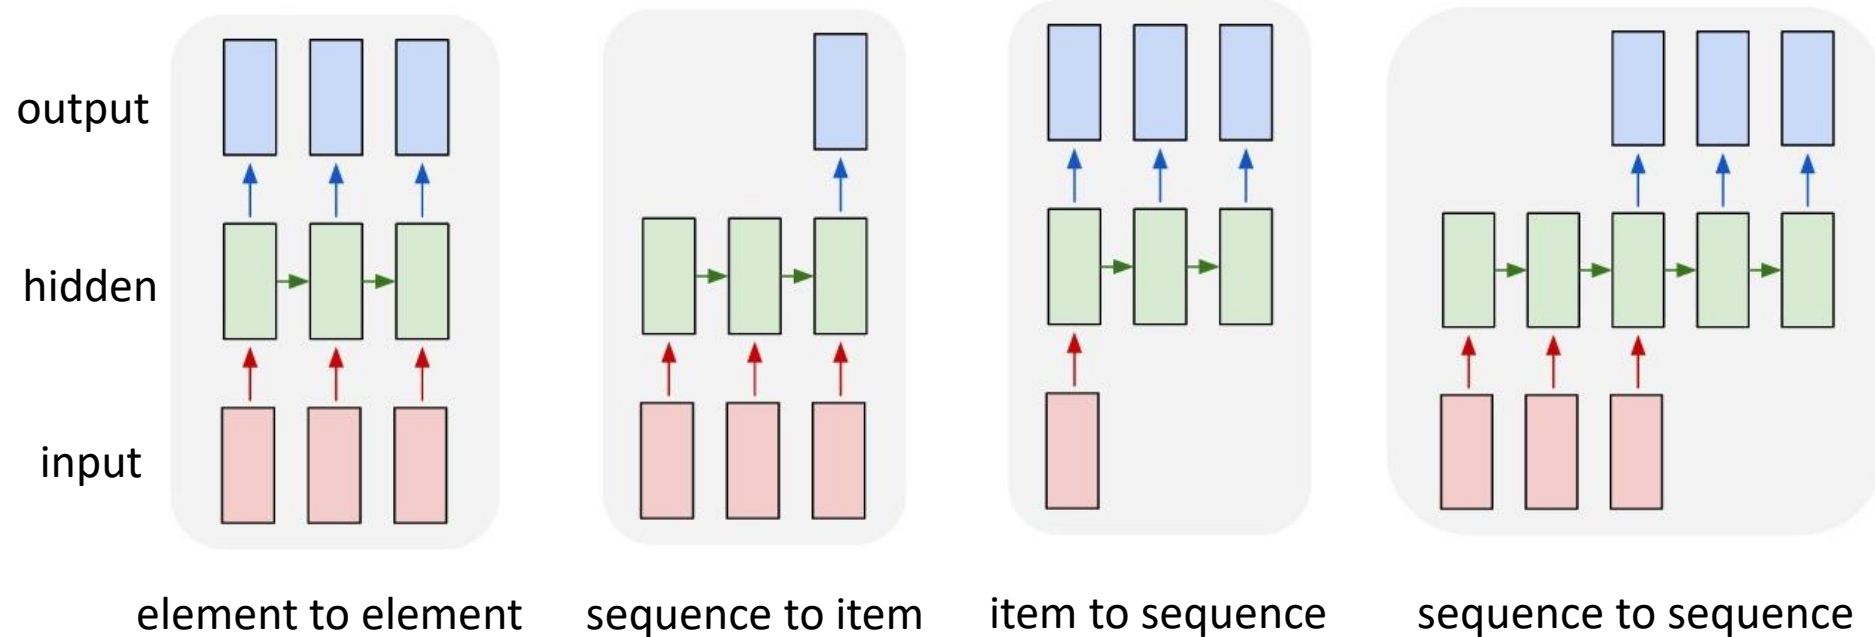 output
hidden
input
element to element
sequence to item
item to sequence
sequence to sequence